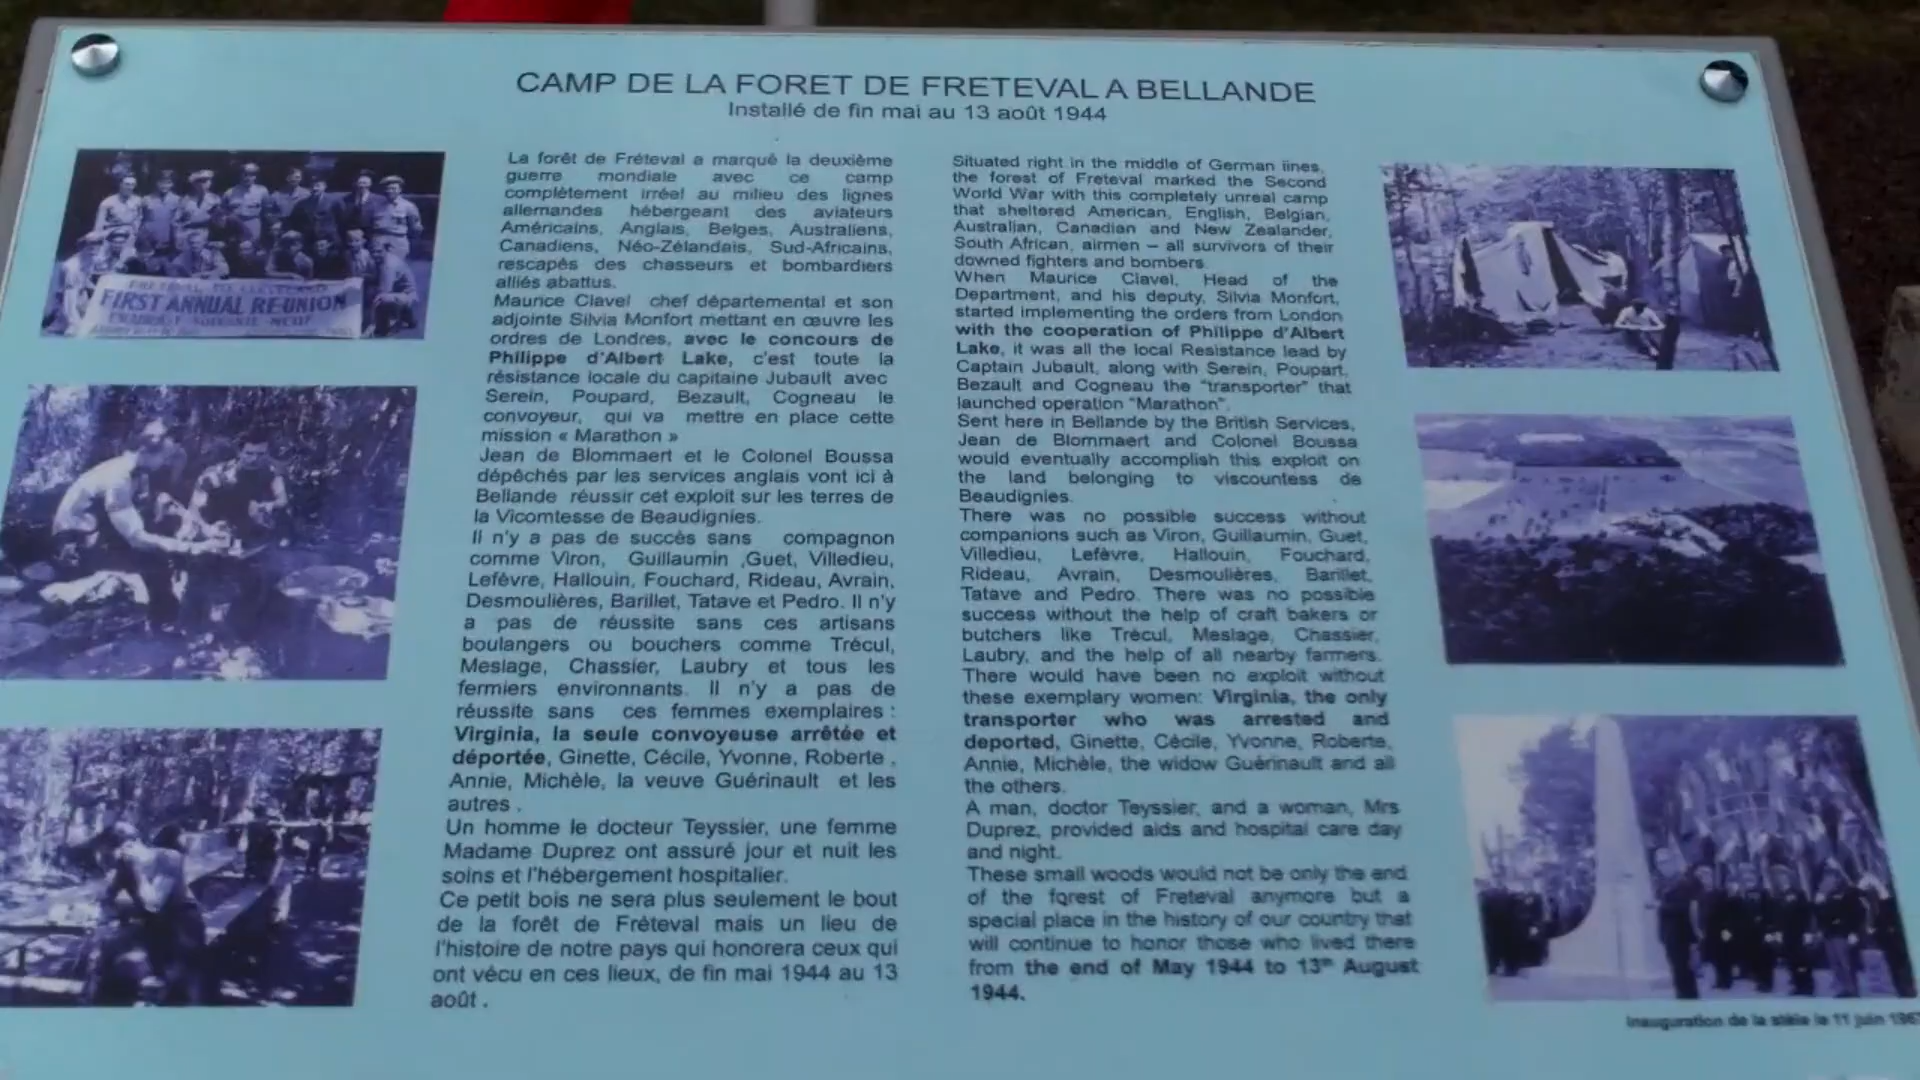 CAMP DE LA FORET DE FRETEVAL A BELLANDE
Installé de fin mai au 13 août 1944
FIRST ANNUAL RE-UNION
La forêt de Fréteval a marqué la deuxième
guerre mondiale avec ce camp
complètement irréel au milieu des lignes
allemandes hébergeant des aviateurs
Américains, Anglais, Belges, Australiens,
Canadiens, Néo-Zélandais, Sud-Africains,
rescapés des chasseurs et bombardiers
alliés abattus.
Maurice Clavel chef départemental et son
adjointe Silvia Monfort mettant en œuvre les
ordres de Londres, avec le concours de
Philippe d'Albert Lake, c'est toute la
résistance locale du capitaine Jubault avec
Serein, Poupard, Bezault, Cogneau le
convoyeur, qui va mettre en place cette
mission « Marathon »
Jean de Blommaert et le Colonel Boussa
dépêchés par les services anglais vont ici à
Bellande réussir cet exploit sur les terres de
la Vicomtesse de Beaudignies.
Il n'y a pas de succès sans compagnon
comme Viron, Guillaumin ,Guet, Villedieu,
Lefèvre, Hallouin, Fouchard, Rideau, Avrain,
Desmoulières, Barillet, Tatave et Pedro. Il n'y
a pas de réussite sans ces artisans
boulangers ou bouchers comme Trécul,
Meslage, Chassier, Laubry et tous les
fermiers environnants. Il n'y a pas de
réussite sans ces femmes exemplaires :
Virginia, la seule convoyeuse arrêtée et
déportée, Ginette, Cécile, Yvonne, Roberte ,
Annie, Michèle, la veuve Guérinault et les
autres .
Un homme le docteur Teyssier, une femme
Madame Duprez ont assuré jour et nuit les
soins et l'hébergement hospitalier.
Ce petit bois ne sera plus seulement le bout
de la forêt de Fréteval mais un lieu de
l'histoire de notre pays qui honorera ceux qui
ont vécu en ces lieux, de fin mai 1944 au 13
août .
Situated right in the middle of German lines,
the forest of Freteval marked the Second
World War with this completely unreal camp
that sheltered American, English, Belgian,
Australian, Canadian and New Zealander,
South African, airmen – all survivors of their
downed fighters and bombers.
When Maurice Clavel, Head of the
Department, and his deputy, Silvia Monfort,
started implementing the orders from London
with the cooperation of Philippe d'Albert
Lake, it was all the local Resistance lead by
Captain Jubault, along with Serein, Poupart,
Bezault and Cogneau the "transporter" that
launched operation "Marathon".
Sent here in Bellande by the British Services,
Jean de Blommaert and Colonel Boussa
would eventually accomplish this exploit on
the land belonging to viscountess de
Beaudignies.
There was no possible success without
companions such as Viron, Guillaumin, Guet,
Villedieu, Lefèvre, Hallouin, Fouchard,
Rideau, Avrain, Desmoulières, Barillet,
Tatave and Pedro. There was no possible
success without the help of craft bakers or
butchers like Trécul, Meslage, Chassier,
Laubry, and the help of all nearby farmers.
There would have been no exploit without
these exemplary women: Virginia, the only
transporter who was arrested and
deported, Ginette, Cécile, Yvonne, Roberte,
Annie, Michèle, the widow Guérinault and all
the others.
A man, doctor Teyssier, and a woman, Mrs
Duprez, provided aids and hospital care day
and night.
These small woods would not be only the end
of the forest of Freteval anymore but a
special place in the history of our country that
will continue to honor those who lived there
from the end of May 1944 to 13th August
1944.
Inauguration de la stèle le 11 juin